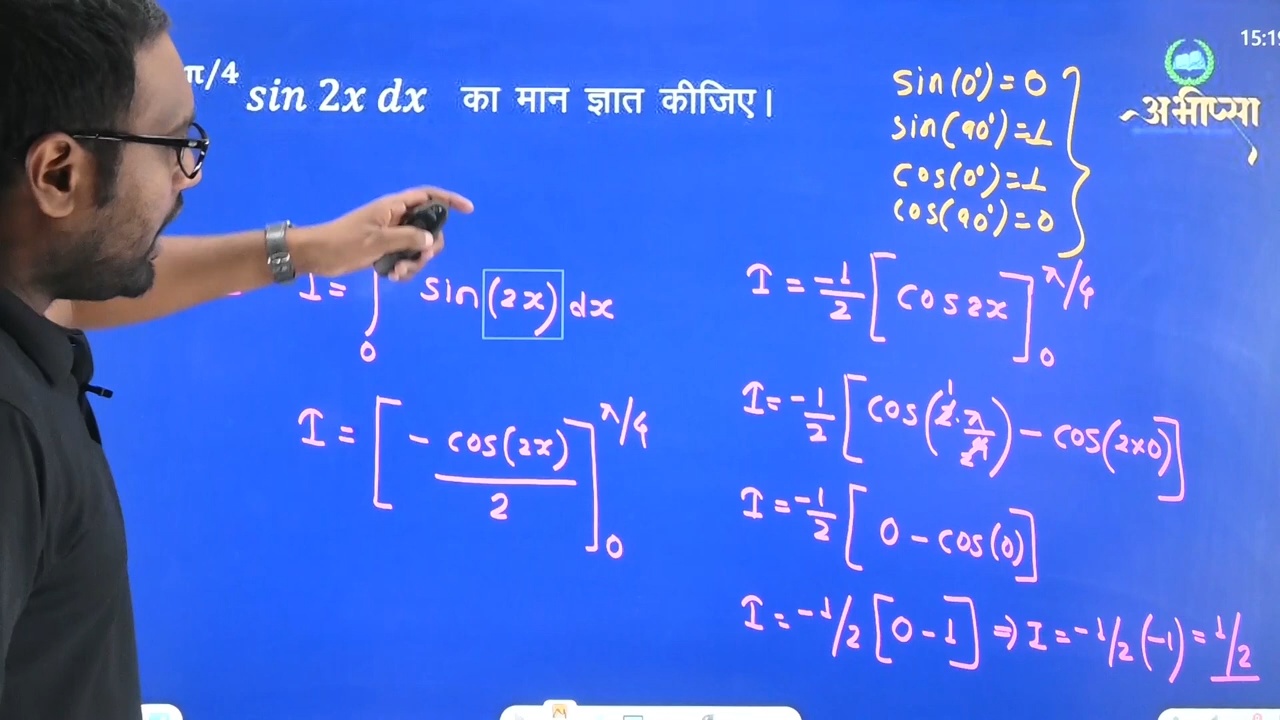 π/4 sin 2x dx का मान ज्ञात कीजिए।
15:19
अभीप्सा
sin(0°)=0
sin(90°)=1
cos(0°)=1
cos(90°)=0
I = ∫ sin(2x) dx
0
I = [- cos(2x)/2]₀^π/4
I = -1/2 [cos2x]₀^π/4
I = -1/2 [cos(2·π/4) - cos(2×0)]
I = -1/2 [0 - cos(0)]
I = -1/2 [0-1] ⇒ I = -1/2 (-1) = 1/2